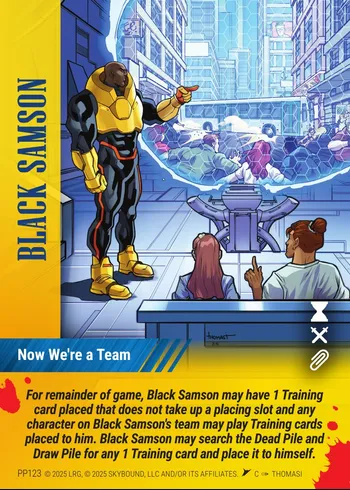 BLACK SAMSON
THOMAST
Now We're a Team
For remainder of game, Black Samson may have 1 Training
card placed that does not take up a placing slot and any
character on Black Samson's team may play Training cards
placed to him. Black Samson may search the Dead Pile and
Draw Pile for any 1 Training card and place it to himself.
PP123 © 2025 LRG, © 2025 SKYBOUND, LLC AND/OR ITS AFFILIATES. C THOMASI